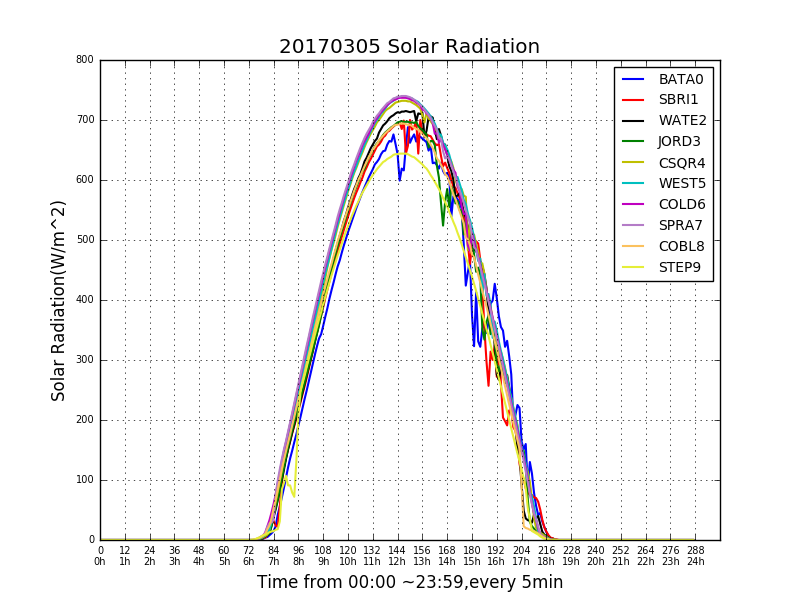 20170305 Solar Radiation
800
700
600
500
400
300
200
100
0
Solar Radiation(W/m^2)
BATA0
SBRI1
WATE2
JORD3
CSQR4
WEST5
COLD6
SPRA7
COBL8
STEP9
0 12 24 36 48 60 72 84 96 108 120 132 144 156 168 180 192 204 216 228 240 252 264 276 288
0h 1h 2h 3h 4h 5h 6h 7h 8h 9h 10h 11h 12h 13h 14h 15h 16h 17h 18h 19h 20h 21h 22h 23h 24h
Time from 00:00 ~23:59,every 5min